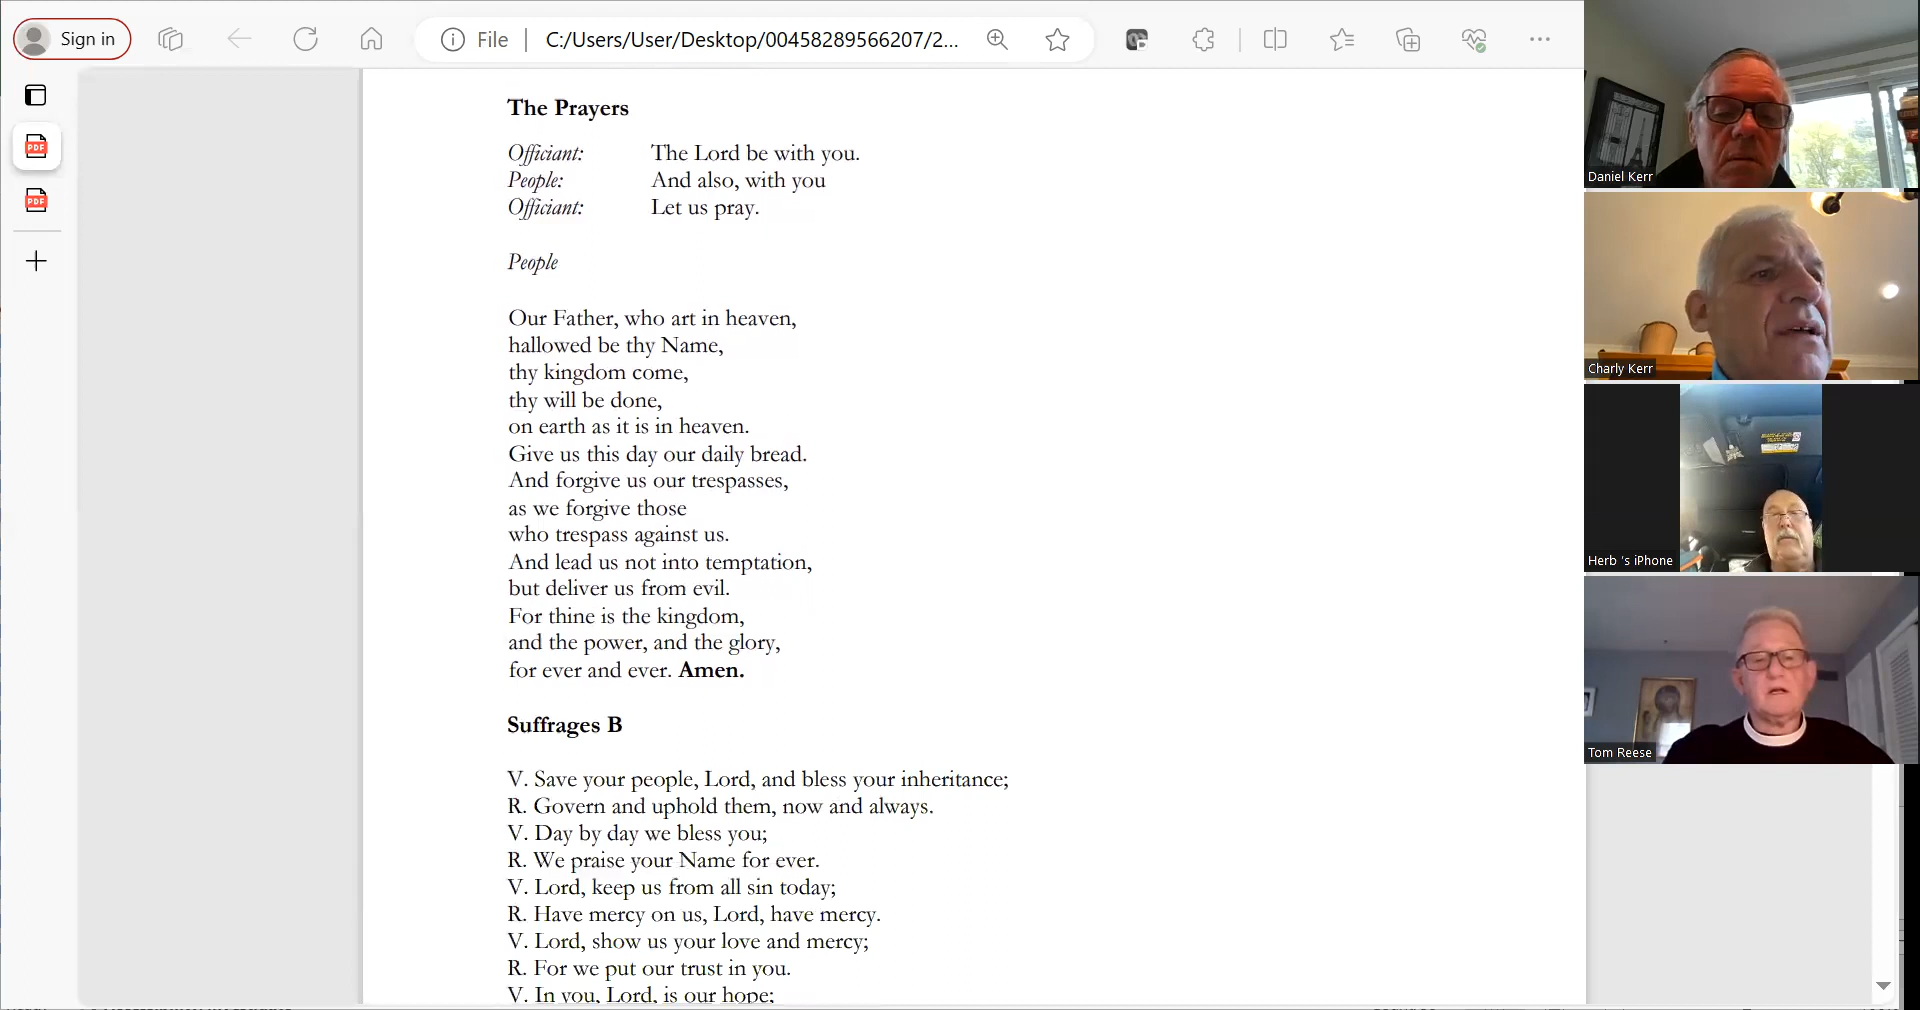 Sign in
File
C:/Users/User/Desktop/00458289566207/2...
PDF
PDF
The Prayers
Officiant: The Lord be with you.
People: And also, with you
Officiant: Let us pray.
People
Our Father, who art in heaven,
hallowed be thy Name,
thy kingdom come,
thy will be done,
on earth as it is in heaven.
Give us this day our daily bread.
And forgive us our trespasses,
as we forgive those
who trespass against us.
And lead us not into temptation,
but deliver us from evil.
For thine is the kingdom,
and the power, and the glory,
for ever and ever. Amen.
Suffrages B
V. Save your people, Lord, and bless your inheritance;
R. Govern and uphold them, now and always.
V. Day by day we bless you;
R. We praise your Name for ever.
V. Lord, keep us from all sin today;
R. Have mercy on us, Lord, have mercy.
V. Lord, show us your love and mercy;
R. For we put our trust in you.
V. In you, Lord, is our hope;
Daniel Kerr
Charly Kerr
Herb 's iPhone
Tom Reese